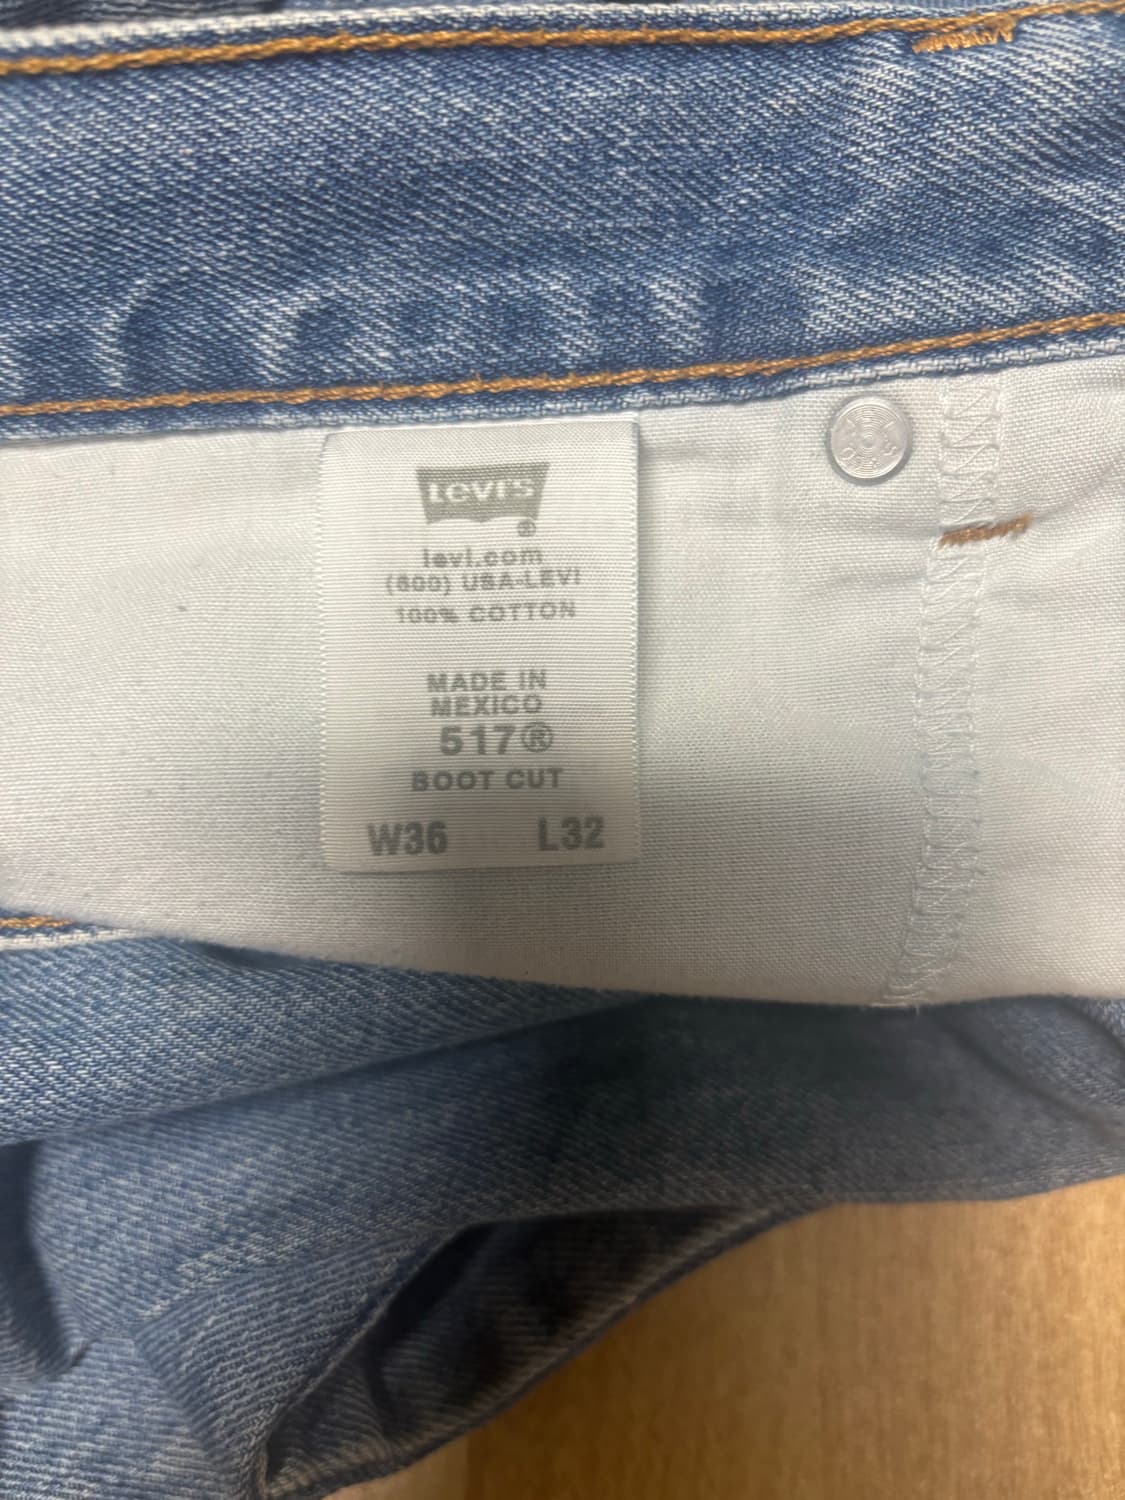 LEVI'S
®
levi.com
(800) USA-LEVI
100% COTTON
MADE IN
MEXICO
517®
BOOT CUT
W36 L32